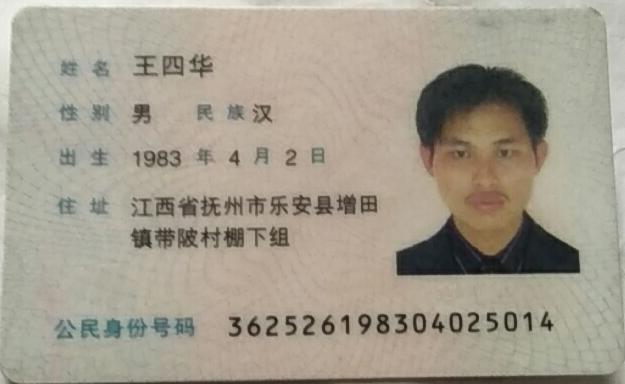 姓名 王四华
性别 男 民族 汉
出生 1983 年 4 月 2 日
住址 江西省抚州市乐安县增田
镇带陂村棚下组
公民身份号码 362526198304025014